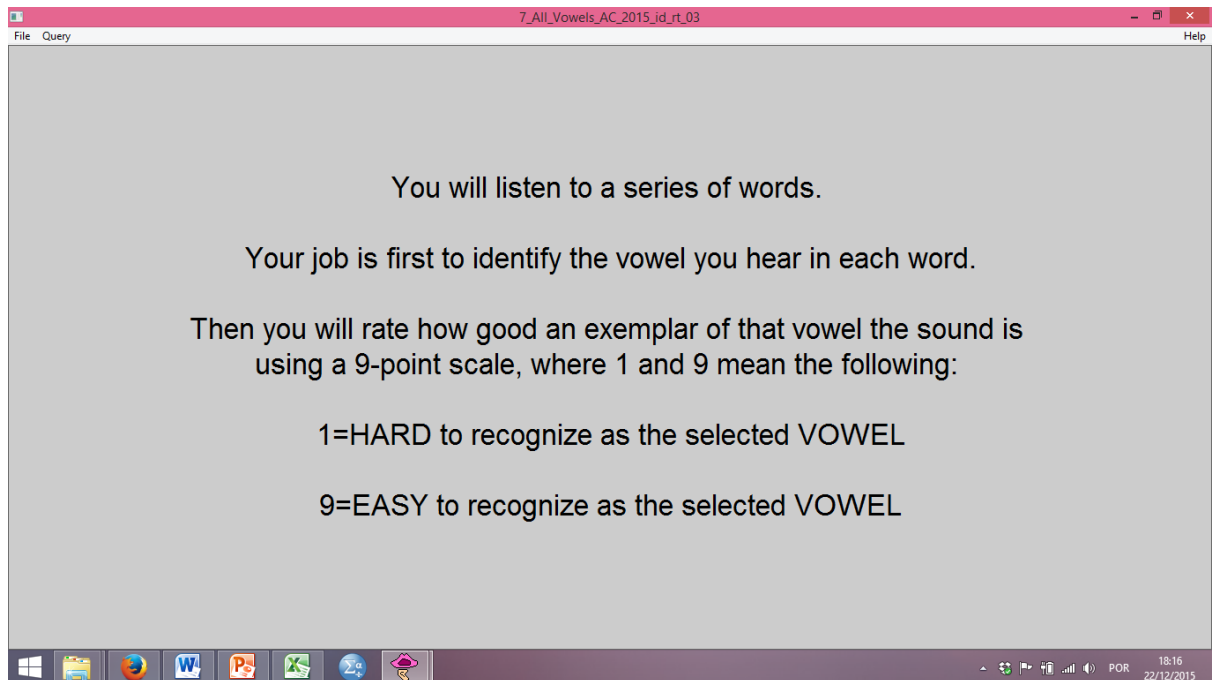 7_All_Vowels_AC_2015_id_rt_03
File Query Help
You will listen to a series of words.
Your job is first to identify the vowel you hear in each word.
Then you will rate how good an exemplar of that vowel the sound is
using a 9-point scale, where 1 and 9 mean the following:
1=HARD to recognize as the selected VOWEL
9=EASY to recognize as the selected VOWEL
POR
18:16
22/12/2015